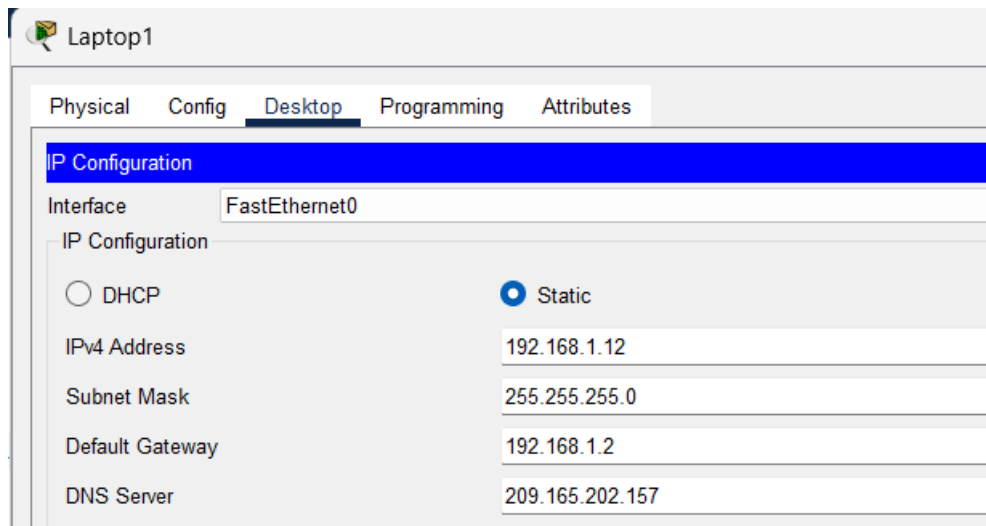 Laptop1
Physical Config Desktop Programming Attributes
IP Configuration
Interface FastEthernet0
IP Configuration
DHCP Static
IPv4 Address 192.168.1.12
Subnet Mask 255.255.255.0
Default Gateway 192.168.1.2
DNS Server 209.165.202.157